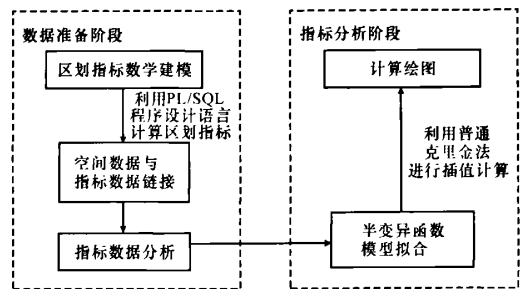 数据准备阶段
区划指标数学建模
利用PL/SQL
程序设计语言
计算区划指标
空间数据与
指标数据链接
指标数据分析
指标分析阶段
计算绘图
利用普通
克里金法
进行插值计算
半变异函数
模型拟合